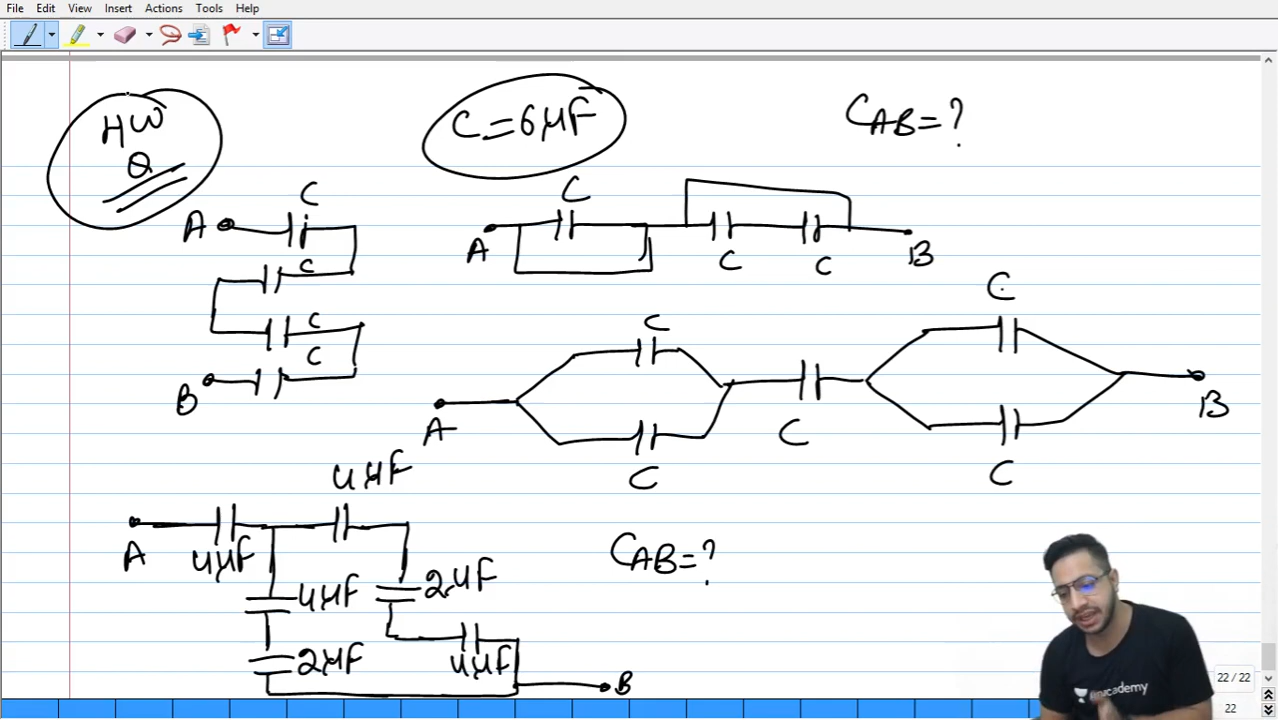 File Edit View Insert Actions Tools Help
HW
Q
C=6μF
CAB=?
C
A
C
C
C
B
C
A
C
C
B
C
A
C
C
C
C
B
4μF
A
4μF
4μF
2μF
2μF
4μF
B
CAB=?
unacademy
22 / 22
22